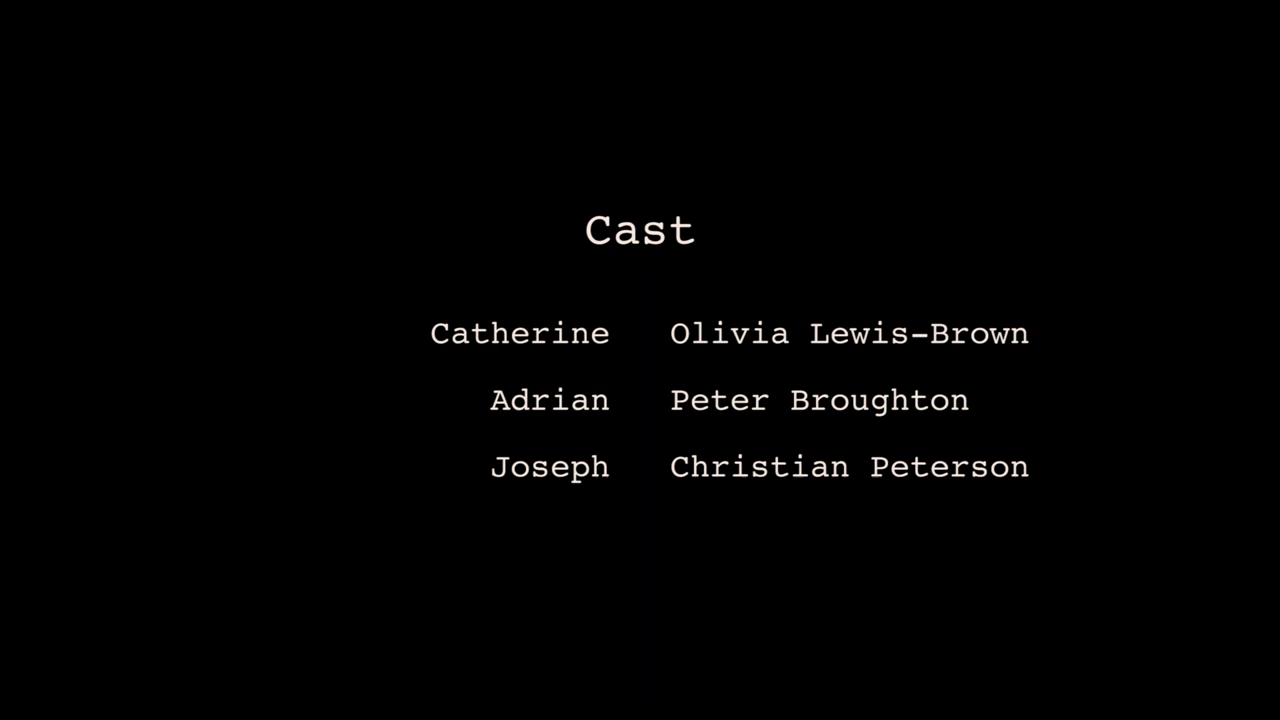 Cast
Catherine Olivia Lewis-Brown
Adrian Peter Broughton
Joseph Christian Peterson